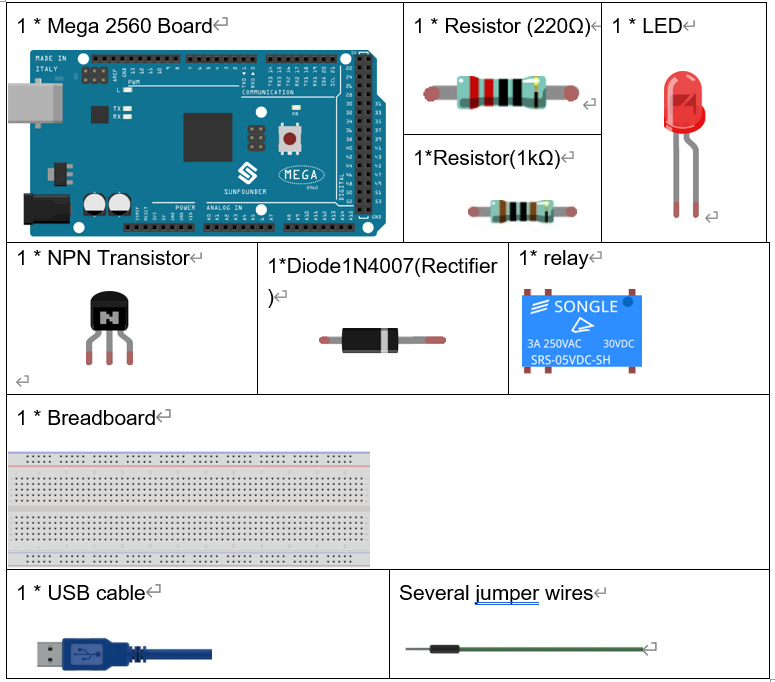 1 * Mega 2560 Board
1 * Resistor (220Ω)
1 * LED
MADE IN
ITALY
PWM
L
TX
RX
COMMUNICATION
ON
MEGA
2560
SUNFOUNDER
DIGITAL
POWER
ANALOG IN
GND
1*Resistor(1kΩ)
1 * NPN Transistor
N
1*Diode1N4007(Rectifier
)
1* relay
SONGLE
3A 250VAC 30VDC
SRS-05VDC-SH
1 * Breadboard
1 * USB cable
Several jumper wires